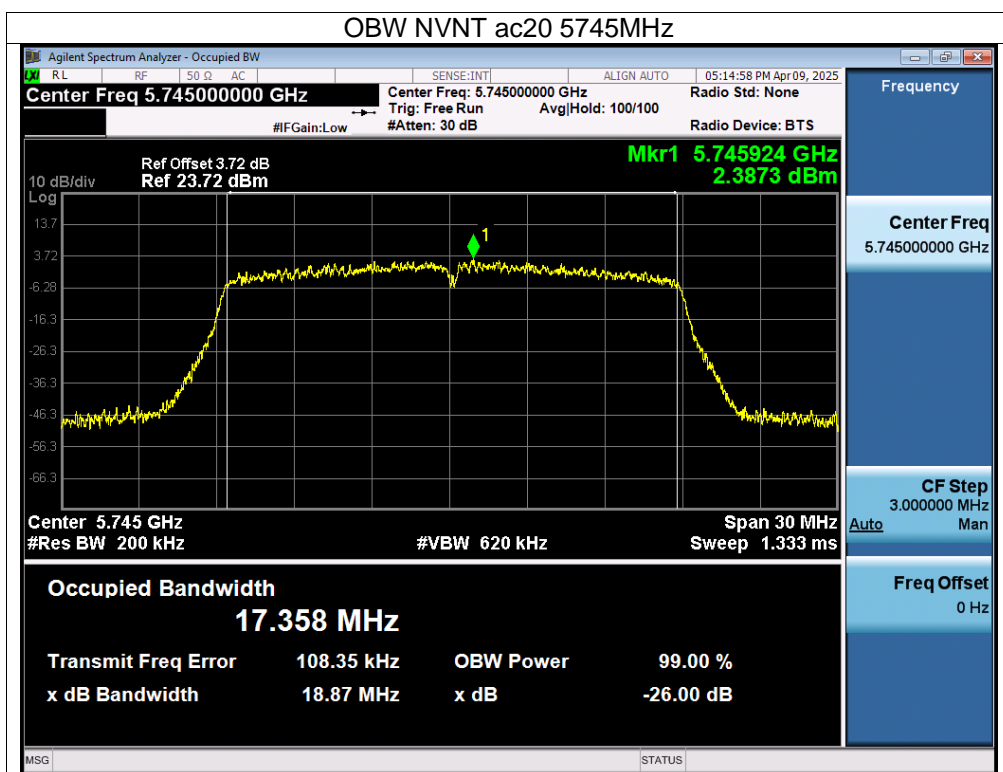 OBW NVNT ac20 5745MHz
Agilent Spectrum Analyzer - Occupied BW
LXI RL RF 50 Ω AC SENSE:INT ALIGN AUTO 05:14:58 PM Apr 09, 2025
Center Freq 5.745000000 GHz
Center Freq: 5.745000000 GHz
Radio Std: None
Trig: Free Run Avg|Hold: 100/100
#IFGain:Low #Atten: 30 dB Radio Device: BTS
Mkr1 5.745924 GHz
2.3873 dBm
Ref Offset 3.72 dB
10 dB/div Ref 23.72 dBm
Log
1
13.7
3.72
-6.28
-16.3
-26.3
-36.3
-46.3
-56.3
-66.3
Center 5.745 GHz Span 30 MHz
#Res BW 200 kHz #VBW 620 kHz Sweep 1.333 ms
Occupied Bandwidth
17.358 MHz
Transmit Freq Error 108.35 kHz OBW Power 99.00 %
x dB Bandwidth 18.87 MHz x dB -26.00 dB
MSG STATUS
Frequency
Center Freq
5.745000000 GHz
CF Step
3.000000 MHz
Auto Man
Freq Offset
0 Hz